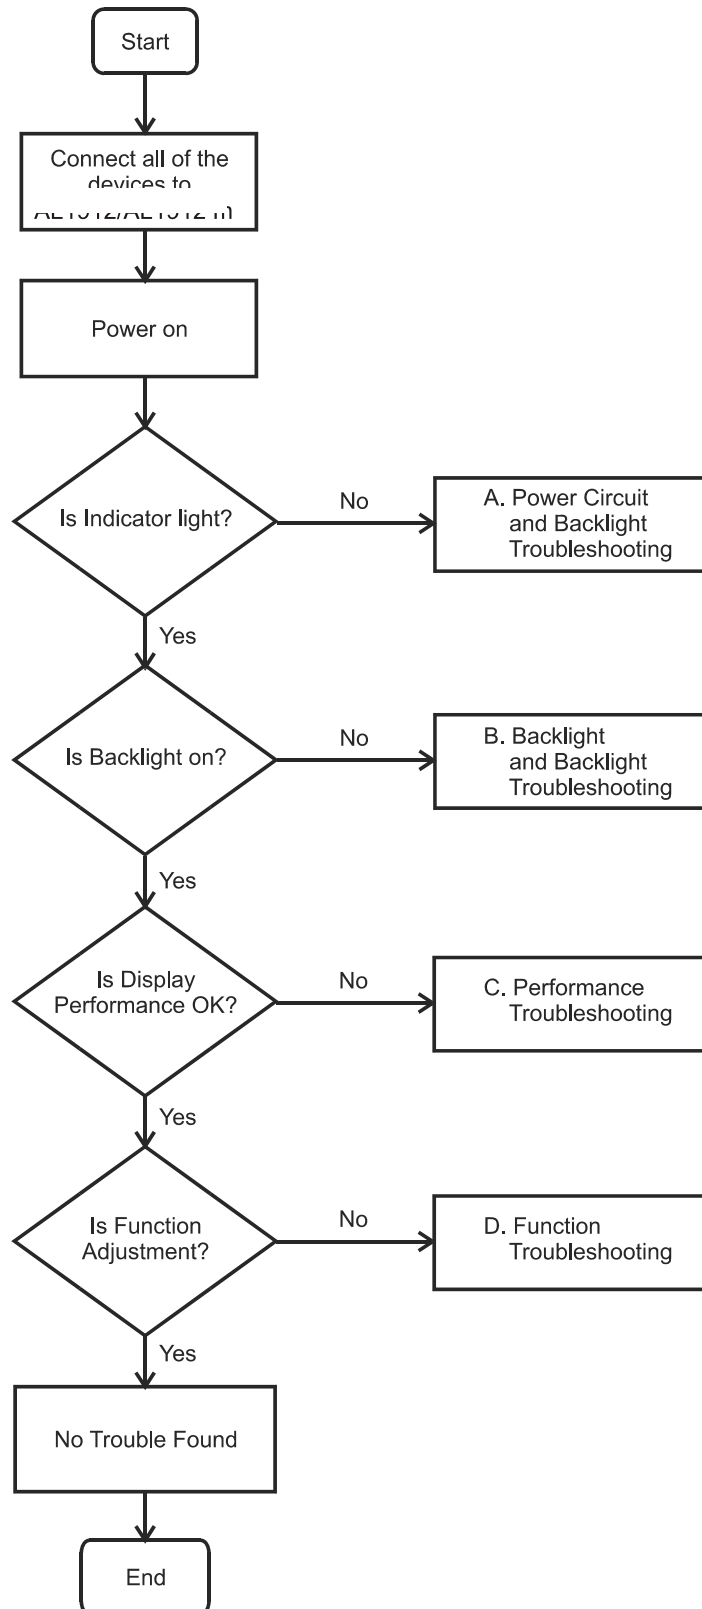 Start
Connect all of the
devices to
Power on
Is Indicator light?
No
A. Power Circuit
and Backlight
Troubleshooting
Yes
Is Backlight on?
No
B. Backlight
and Backlight
Troubleshooting
Yes
Is Display
Performance OK?
No
C. Performance
Troubleshooting
Yes
Is Function
Adjustment?
No
D. Function
Troubleshooting
Yes
No Trouble Found
End